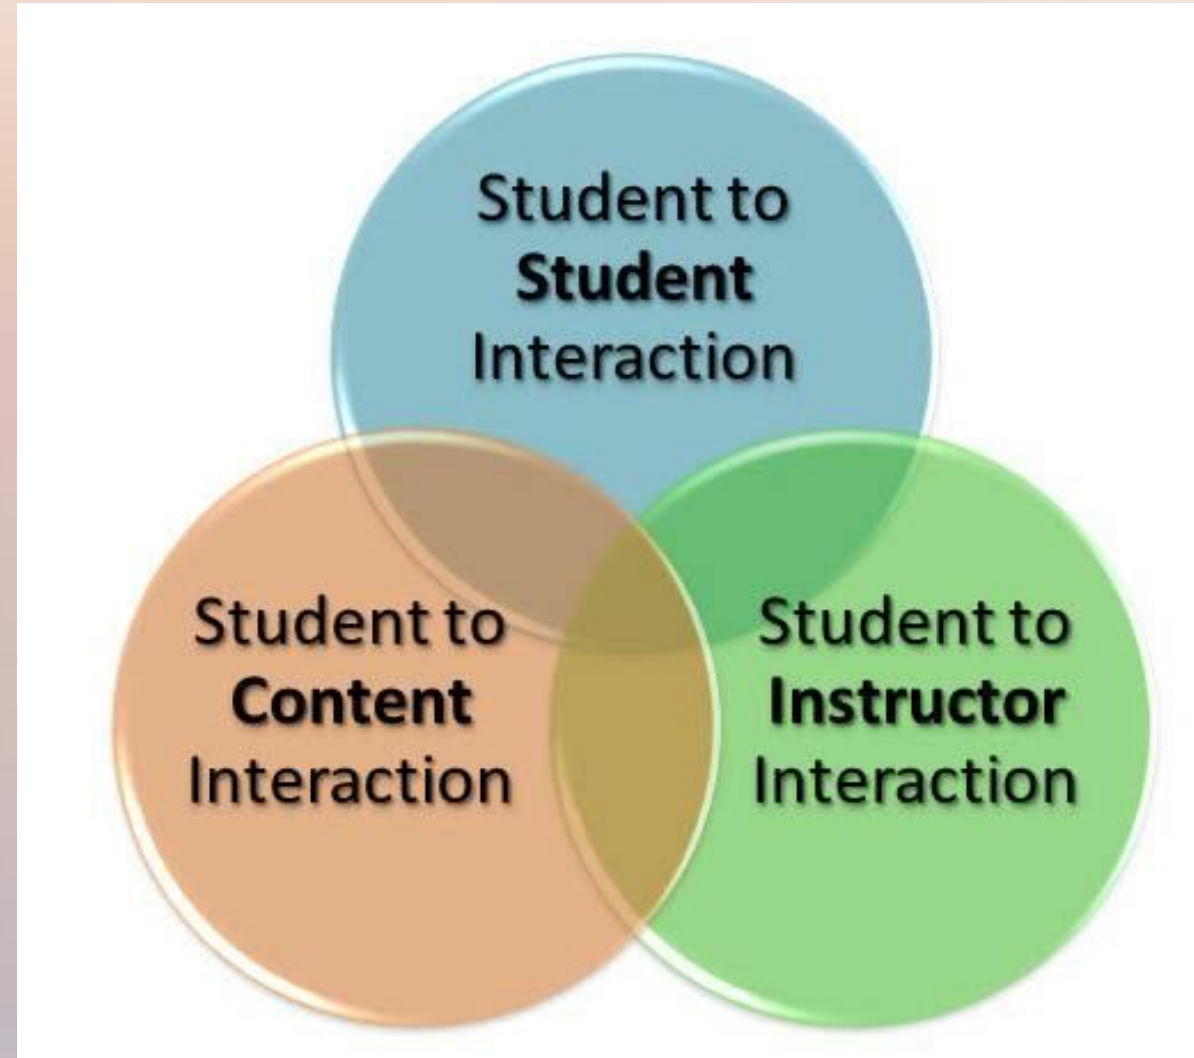 Student to
Student
Interaction
Student to
Content
Interaction
Student to
Instructor
Interaction